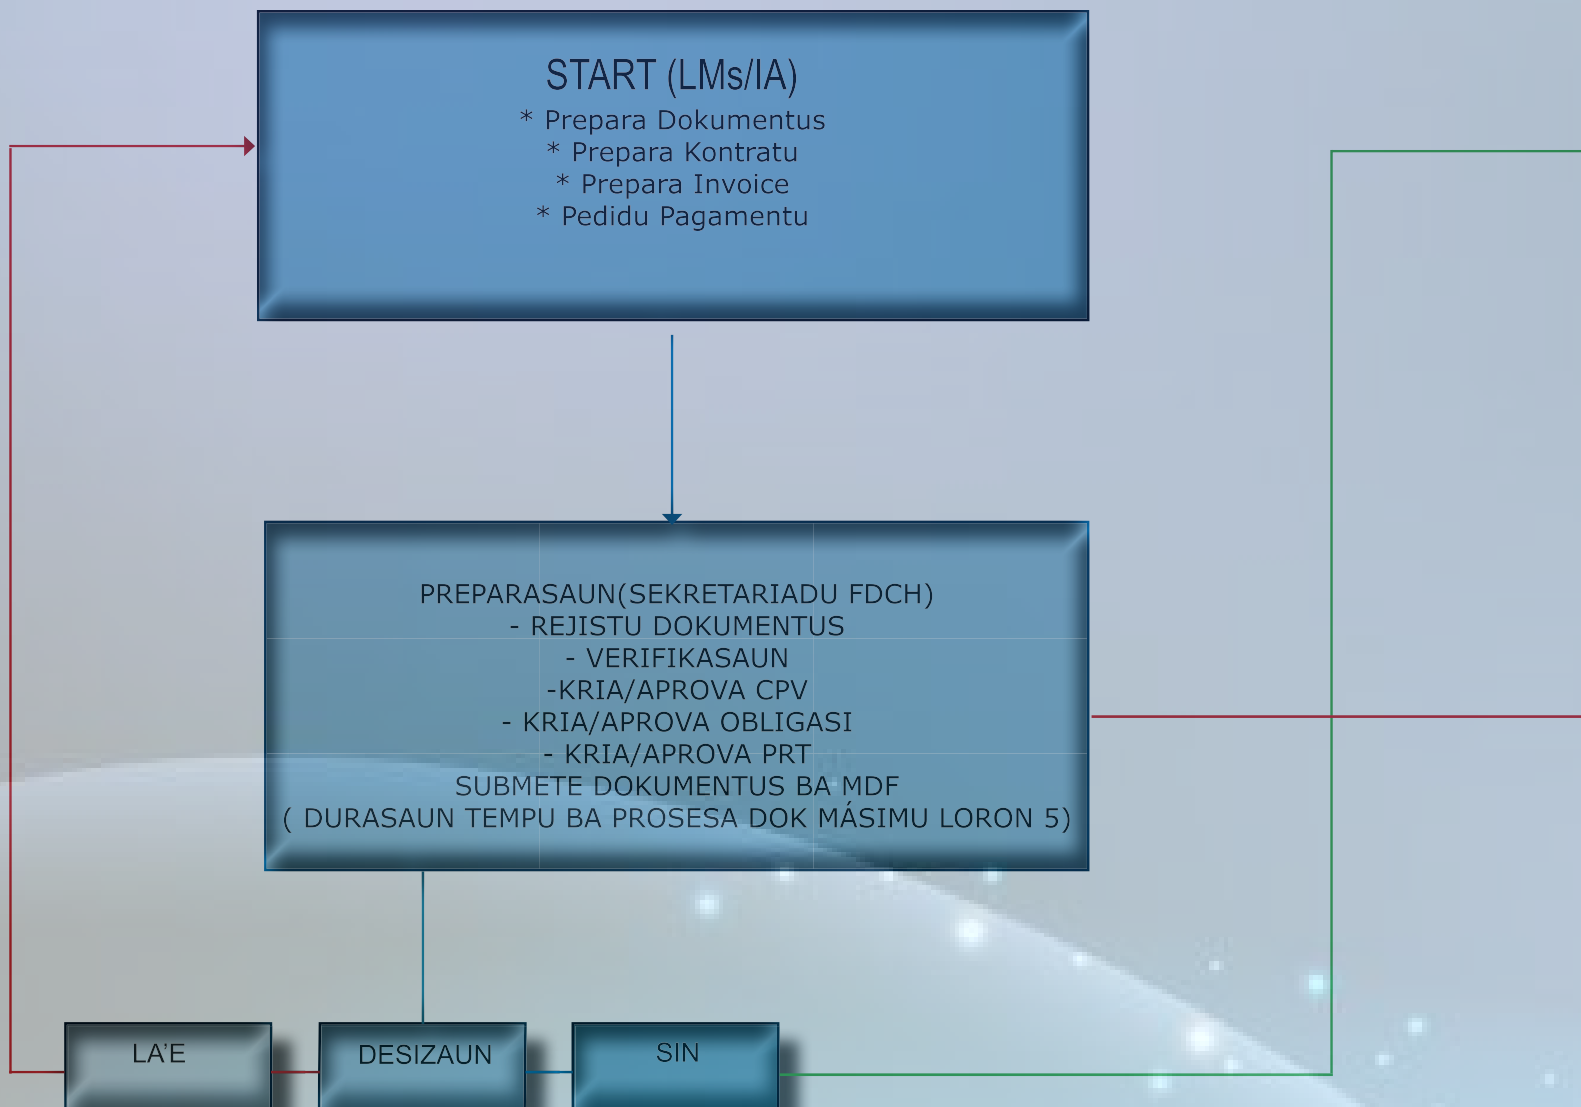 START (LMs/IA)
* Prepara Dokumentus
* Prepara Kontratu
* Prepara Invoice
* Pedidu Pagamentu
PREPARASAUN(SEKRETARIADU FDCH)
- REJISTU DOKUMENTUS
- VERIFIKASAUN
-KRIA/APROVA CPV
- KRIA/APROVA OBLIGASI
- KRIA/APROVA PRT
SUBMETE DOKUMENTUS BA MDF
( DURASAUN TEMPU BA PROSESA DOK MÁSIMU LORON 5)
LA’E
DESIZAUN
SIN